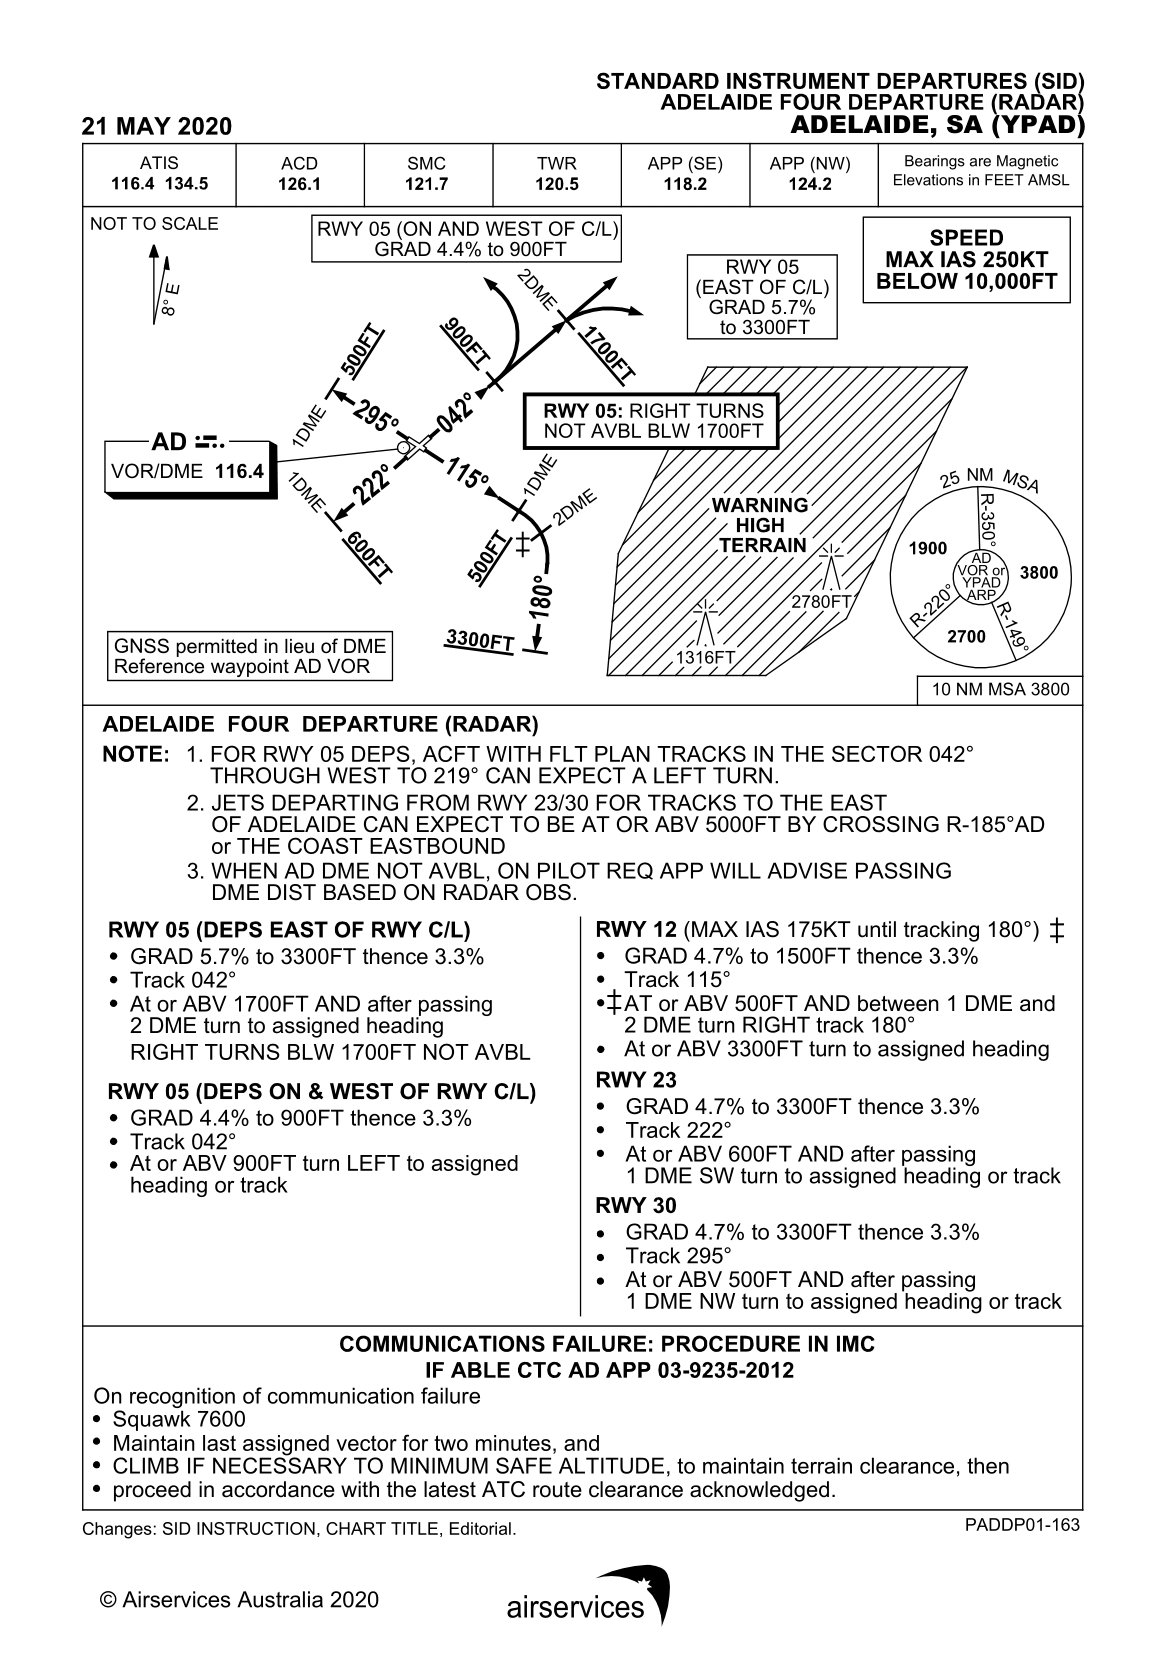 STANDARD INSTRUMENT DEPARTURES (SID)
ADELAIDE FOUR DEPARTURE (RADAR)
21 MAY 2020
ADELAIDE, SA (YPAD)
ATIS
116.4 134.5
ACD
126.1
SMC
121.7
TWR
120.5
APP (SE)
118.2
APP (NW)
124.2
Bearings are Magnetic
Elevations in FEET AMSL
NOT TO SCALE
8° E
RWY 05 (ON AND WEST OF C/L)
GRAD 4.4% to 900FT
RWY 05
(EAST OF C/L)
GRAD 5.7%
to 3300FT
SPEED
MAX IAS 250KT
BELOW 10,000FT
2DME
900FT
1700FT
500FT
1DME
295°
042°
RWY 05: RIGHT TURNS
NOT AVBL BLW 1700FT
AD
VOR/DME 116.4
1DME
222°
600FT
115°
1DME
2DME
500FT
‡
180°
3300FT
WARNING
HIGH
TERRAIN
2780FT
1316FT
25 NM MSA
R-350°
1900
3800
AD
VOR or
YPAD
ARP
R-220°
R-149°
2700
10 NM MSA 3800
GNSS permitted in lieu of DME
Reference waypoint AD VOR
ADELAIDE FOUR DEPARTURE (RADAR)
NOTE: 1. FOR RWY 05 DEPS, ACFT WITH FLT PLAN TRACKS IN THE SECTOR 042°
THROUGH WEST TO 219° CAN EXPECT A LEFT TURN.
2. JETS DEPARTING FROM RWY 23/30 FOR TRACKS TO THE EAST
OF ADELAIDE CAN EXPECT TO BE AT OR ABV 5000FT BY CROSSING R-185°AD
or THE COAST EASTBOUND
3. WHEN AD DME NOT AVBL, ON PILOT REQ APP WILL ADVISE PASSING
DME DIST BASED ON RADAR OBS.
RWY 05 (DEPS EAST OF RWY C/L)
• GRAD 5.7% to 3300FT thence 3.3%
• Track 042°
• At or ABV 1700FT AND after passing
2 DME turn to assigned heading
RIGHT TURNS BLW 1700FT NOT AVBL
RWY 05 (DEPS ON & WEST OF RWY C/L)
• GRAD 4.4% to 900FT thence 3.3%
• Track 042°
• At or ABV 900FT turn LEFT to assigned
heading or track
RWY 12 (MAX IAS 175KT until tracking 180°) ‡
• GRAD 4.7% to 1500FT thence 3.3%
• Track 115°
•‡AT or ABV 500FT AND between 1 DME and
2 DME turn RIGHT track 180°
• At or ABV 3300FT turn to assigned heading
RWY 23
• GRAD 4.7% to 3300FT thence 3.3%
• Track 222°
• At or ABV 600FT AND after passing
1 DME SW turn to assigned heading or track
RWY 30
• GRAD 4.7% to 3300FT thence 3.3%
• Track 295°
• At or ABV 500FT AND after passing
1 DME NW turn to assigned heading or track
COMMUNICATIONS FAILURE: PROCEDURE IN IMC
IF ABLE CTC AD APP 03-9235-2012
On recognition of communication failure
• Squawk 7600
• Maintain last assigned vector for two minutes, and
• CLIMB IF NECESSARY TO MINIMUM SAFE ALTITUDE, to maintain terrain clearance, then
• proceed in accordance with the latest ATC route clearance acknowledged.
Changes: SID INSTRUCTION, CHART TITLE, Editorial.
PADDP01-163
© Airservices Australia 2020
airservices